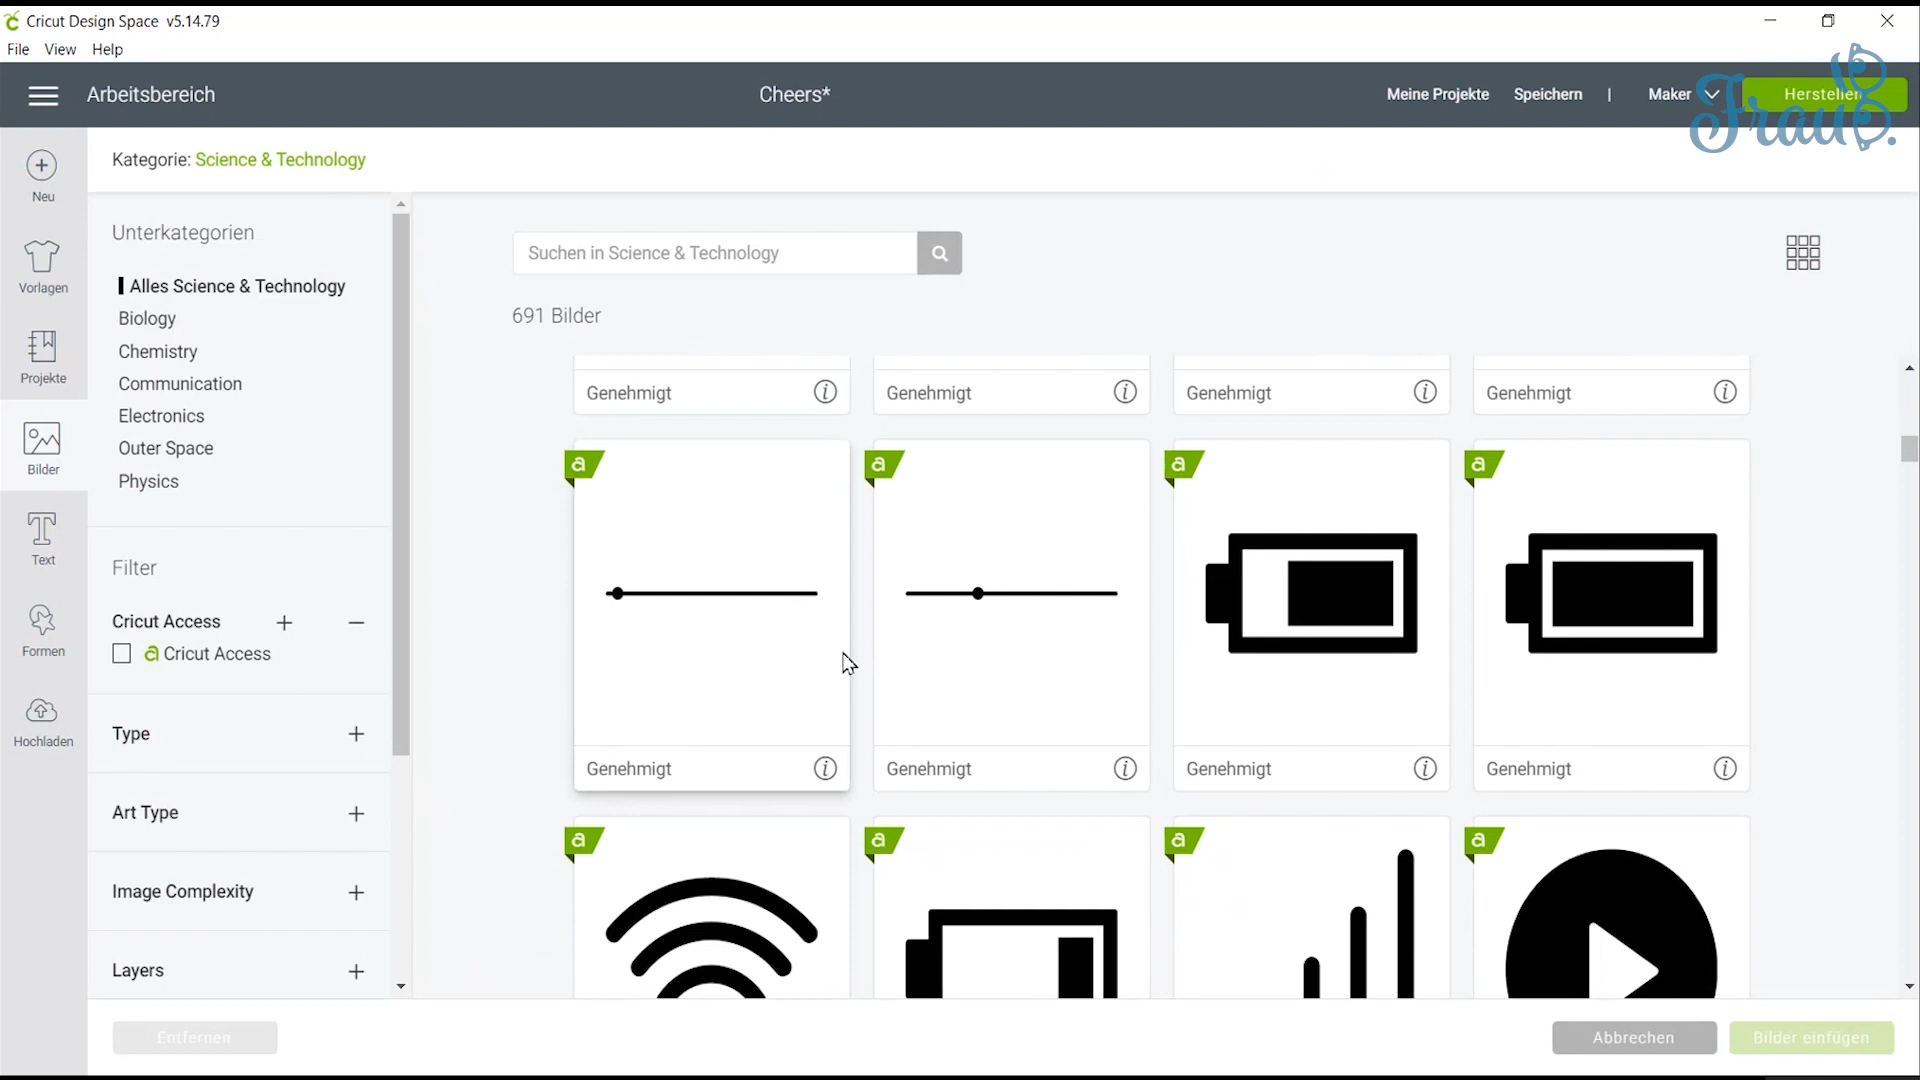 Cricut Design Space v5.14.79
File View Help
Arbeitsbereich
Cheers*
Meine Projekte Speichern | Maker Herstellen
Frau B.
Neu
Vorlagen
Projekte
Bilder
Text
Formen
Hochladen
Kategorie: Science & Technology
Unterkategorien
Alles Science & Technology
Biology
Chemistry
Communication
Electronics
Outer Space
Physics
Filter
Cricut Access + −
a Cricut Access
Type +
Art Type +
Image Complexity +
Layers +
Suchen in Science & Technology
691 Bilder
Genehmigt i Genehmigt i Genehmigt i Genehmigt i
a a a a
Genehmigt i Genehmigt i Genehmigt i Genehmigt i
a a a a
Entfernen
Abbrechen Bilder einfügen